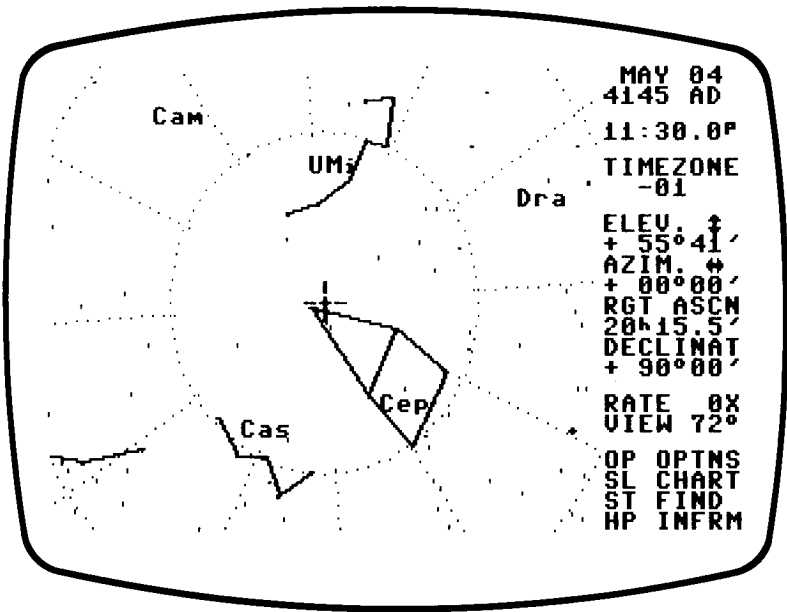 MAY 04
4145 AD
11:30.0P
TIMEZONE
-01
ELEV. ↕
+ 55°41′
AZIM. ↔
+ 00°00′
RGT ASCN
20h15.5′
DECLINAT
+ 90°00′
RATE 0X
VIEW 72°
OP OPTNS
SL CHART
ST FIND
HP INFRM
Cam
UMi
Dra
Cep
Cas